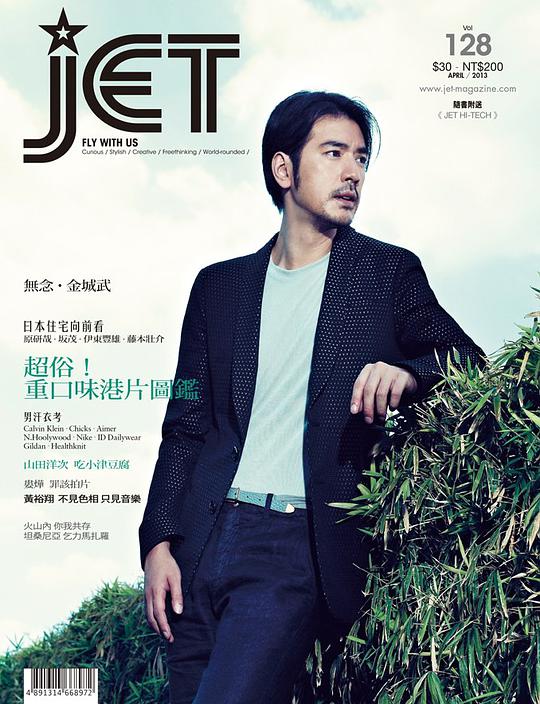 JET
FLY WITH US
Curious / Stylish / Creative / Freethinking / World-rounded /
Vol
128
$30 - NT$200
APRIL / 2013
www.jet-magazine.com
隨書附送
《 JET HI-TECH 》
無念・金城武
日本住宅向前看
原研哉・坂茂・伊東豐雄・藤本壯介
超俗！
重口味港片圖鑑
男汗衣考
Calvin Klein · Chicks · Aimer
N.Hoolywood · Nike · ID Dailywear
Gildan · Healthknit
山田洋次 吃小津豆腐
婁燁 罪該拍片
黃裕翔 不見色相 只見音樂
火山內 你我共存
坦桑尼亞 乞力馬扎羅
4 891314 668972